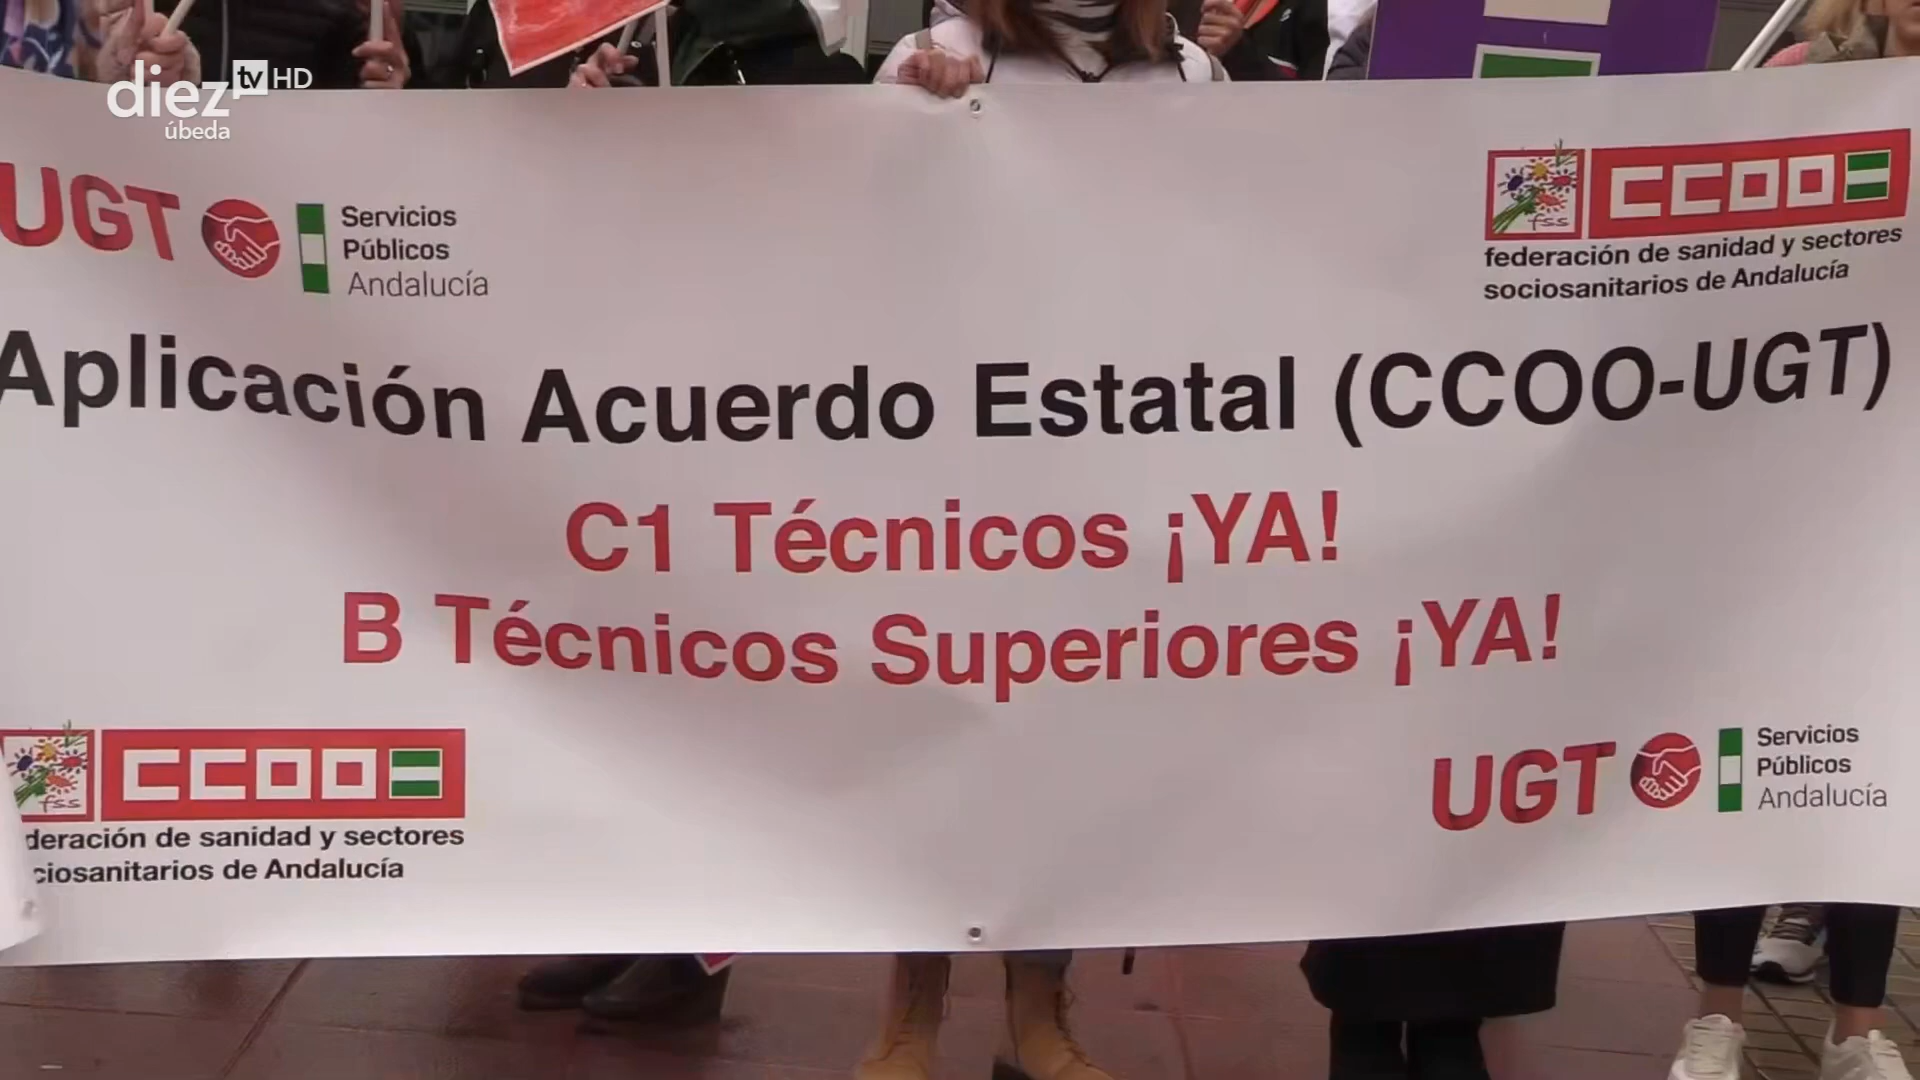 diez tv HD
úbeda
UGT
Servicios
Públicos
Andalucía
fss
CCOO
federación de sanidad y sectores
sociosanitarios de Andalucía
Aplicación Acuerdo Estatal (CCOO-UGT)
C1 Técnicos ¡YA!
B Técnicos Superiores ¡YA!
fss
CCOO
deración de sanidad y sectores
ciosanitarios de Andalucía
UGT
Servicios
Públicos
Andalucía